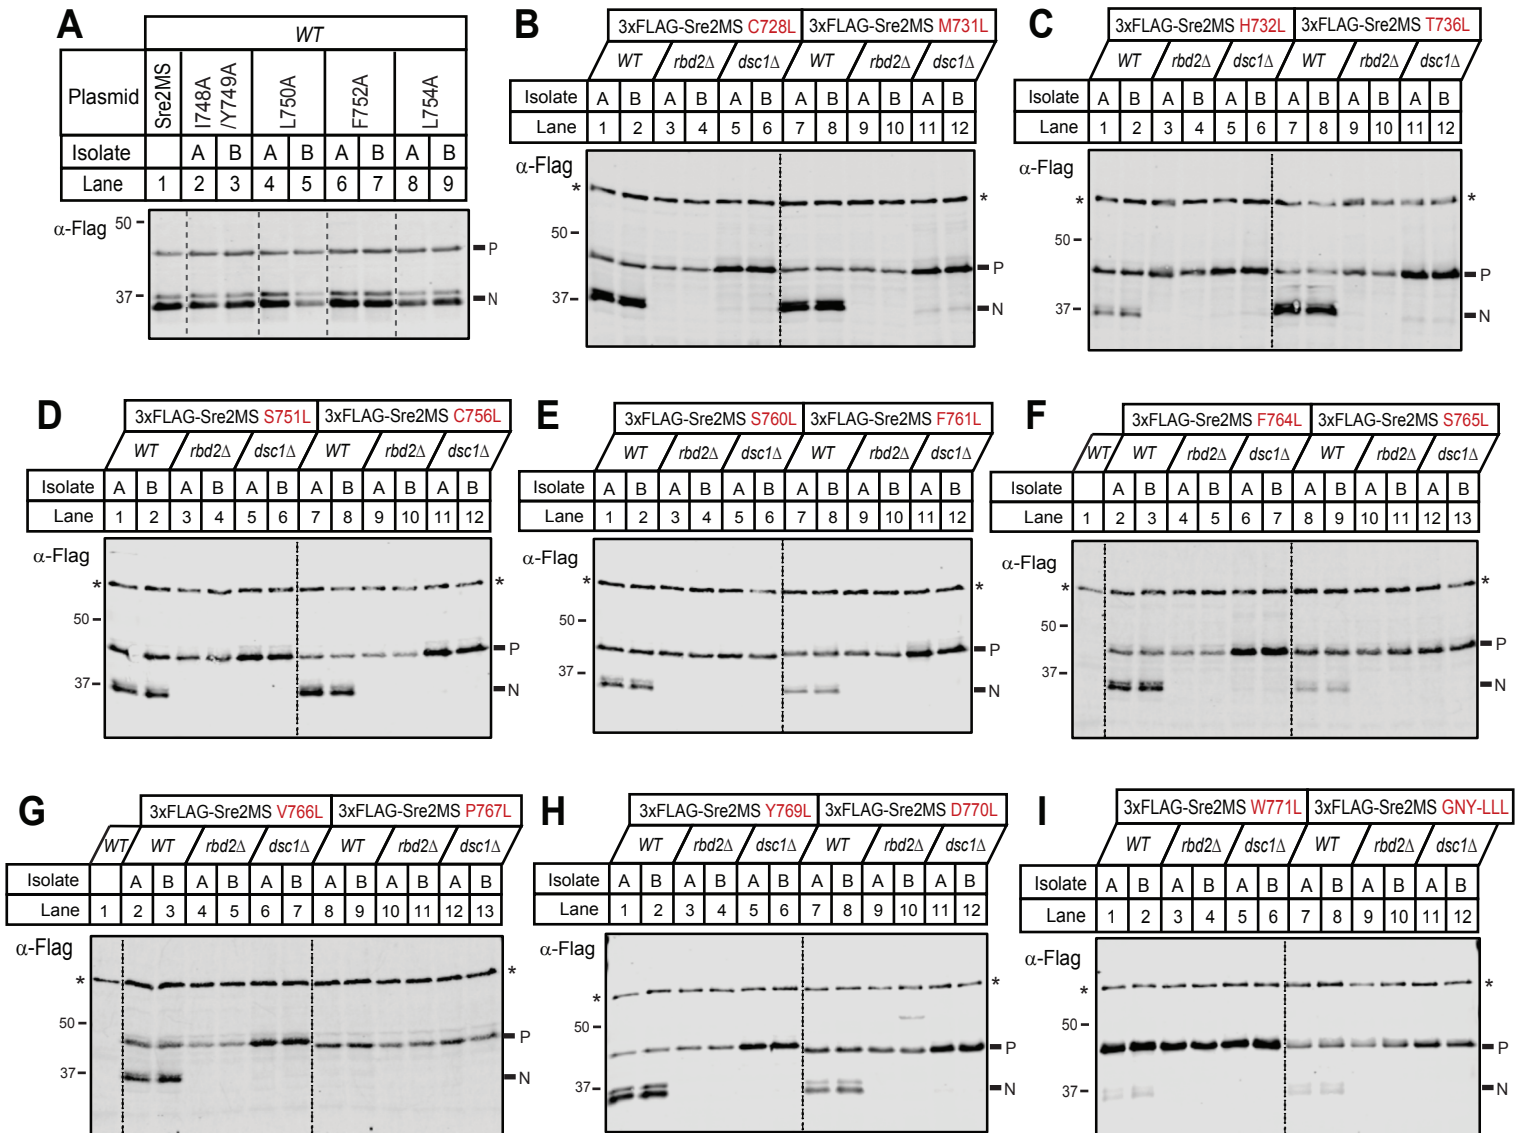 A
WT
Plasmid Sre2MS I748A /Y749A L750A F752A L754A
Isolate A B A B A B A B
Lane 1 2 3 4 5 6 7 8 9
α-Flag 50
P
37
N
B
3xFLAG-Sre2MS C728L 3xFLAG-Sre2MS M731L
WT rbd2Δ dsc1Δ WT rbd2Δ dsc1Δ
Isolate A B A B A B A B A B A B
Lane 1 2 3 4 5 6 7 8 9 10 11 12
α-Flag
* *
50
P
37
N
C
3xFLAG-Sre2MS H732L 3xFLAG-Sre2MS T736L
WT rbd2Δ dsc1Δ WT rbd2Δ dsc1Δ
Isolate A B A B A B A B A B A B
Lane 1 2 3 4 5 6 7 8 9 10 11 12
α-Flag
* *
50
P
37
N
D
3xFLAG-Sre2MS S751L 3xFLAG-Sre2MS C756L
WT rbd2Δ dsc1Δ WT rbd2Δ dsc1Δ
Isolate A B A B A B A B A B A B
Lane 1 2 3 4 5 6 7 8 9 10 11 12
α-Flag
* *
50
P
37
N
E
3xFLAG-Sre2MS S760L 3xFLAG-Sre2MS F761L
WT rbd2Δ dsc1Δ WT rbd2Δ dsc1Δ
Isolate A B A B A B A B A B A B
Lane 1 2 3 4 5 6 7 8 9 10 11 12
α-Flag
* *
50
P
37
N
F
3xFLAG-Sre2MS F764L 3xFLAG-Sre2MS S765L
WT WT rbd2Δ dsc1Δ WT rbd2Δ dsc1Δ
Isolate A B A B A B A B A B A B
Lane 1 2 3 4 5 6 7 8 9 10 11 12 13
α-Flag
* *
50
P
37
N
G
3xFLAG-Sre2MS V766L 3xFLAG-Sre2MS P767L
WT WT rbd2Δ dsc1Δ WT rbd2Δ dsc1Δ
Isolate A B A B A B A B A B A B
Lane 1 2 3 4 5 6 7 8 9 10 11 12 13
α-Flag
* *
50
P
37
N
H
3xFLAG-Sre2MS Y769L 3xFLAG-Sre2MS D770L
WT rbd2Δ dsc1Δ WT rbd2Δ dsc1Δ
Isolate A B A B A B A B A B A B
Lane 1 2 3 4 5 6 7 8 9 10 11 12
α-Flag
* *
50
P
37
N
I
3xFLAG-Sre2MS W771L 3xFLAG-Sre2MS GNY-LLL
WT rbd2Δ dsc1Δ WT rbd2Δ dsc1Δ
Isolate A B A B A B A B A B A B
Lane 1 2 3 4 5 6 7 8 9 10 11 12
α-Flag
* *
50
P
37
N